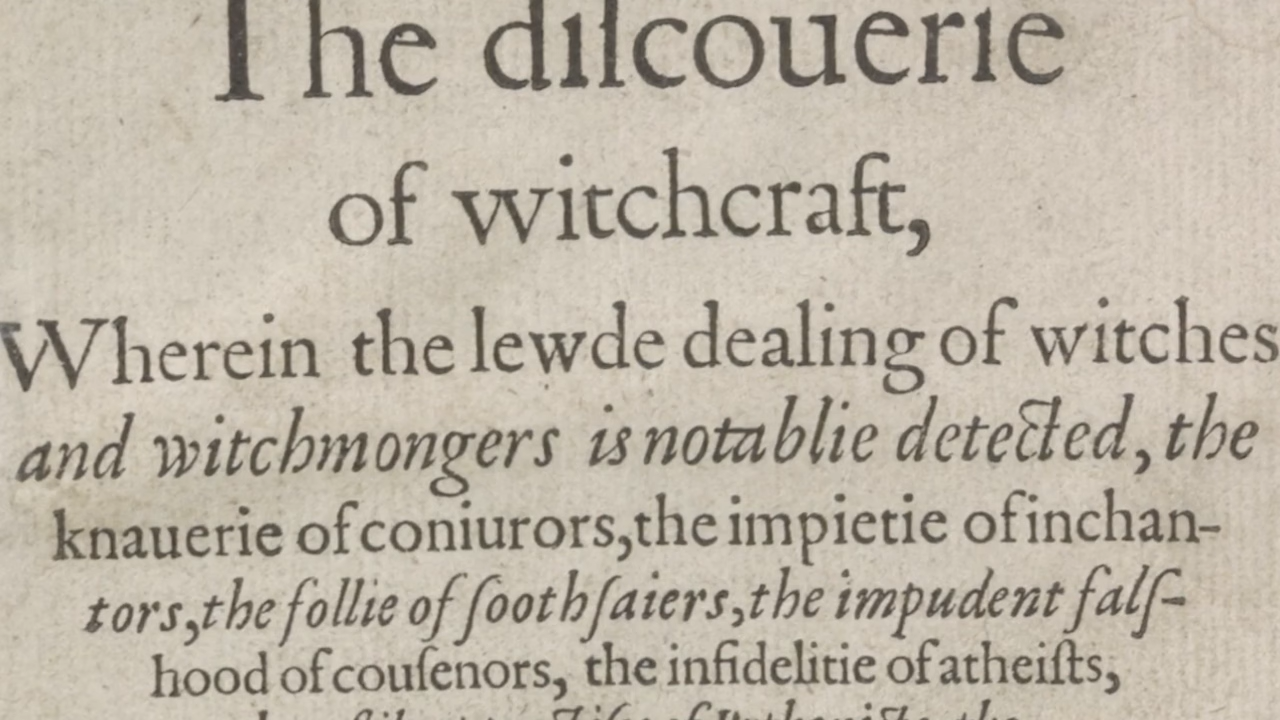 The diſcouerie
of witchcraft,
Wherein the lewde dealing of witches
and witchmongers is notablie detected, the
knauerie of coniurors, the impietie of inchan-
tors, the follie of ſoothſaiers, the impudent falſ-
hood of couſenors, the infidelitie of atheiſts,